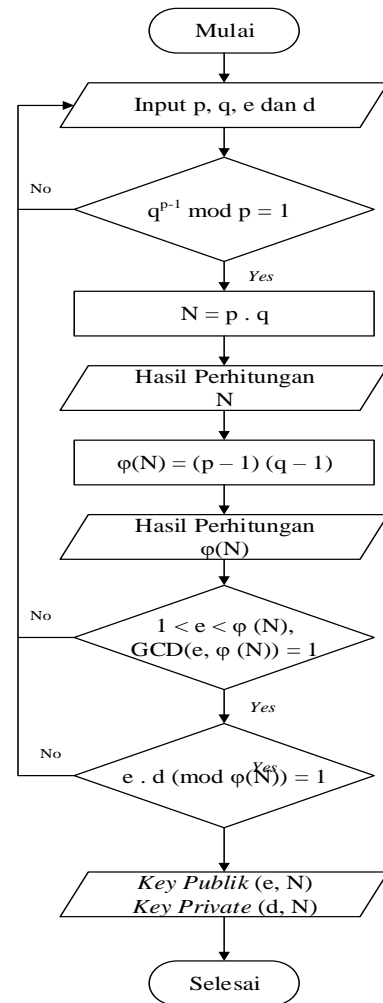 Mulai
Input p, q, e dan d
No
q^{p-1} mod p = 1
Yes
N = p . q
Hasil Perhitungan
N
φ(N) = (p – 1) (q – 1)
Hasil Perhitungan
φ(N)
No
1 < e < φ (N),
GCD(e, φ (N)) = 1
Yes
No
e . d (mod φ(N)) = 1
Yes
Key Publik (e, N)
Key Private (d, N)
Selesai